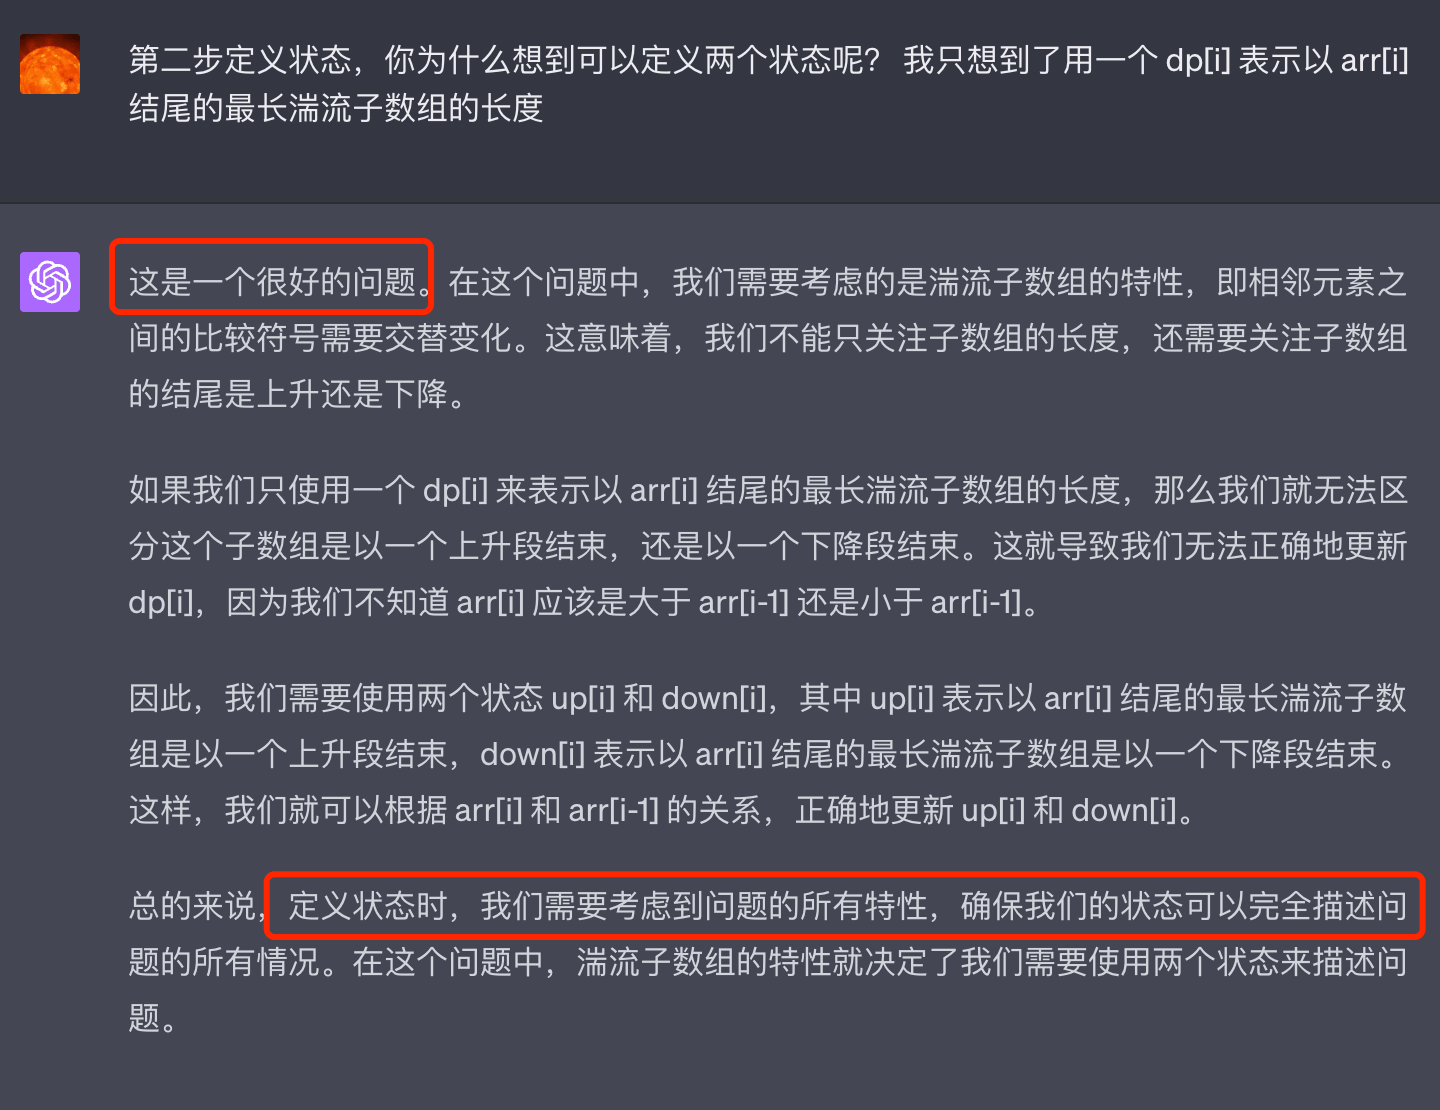 第二步定义状态，你为什么想到可以定义两个状态呢？ 我只想到了用一个 dp[i] 表示以 arr[i]
结尾的最长湍流子数组的长度
这是一个很好的问题。在这个问题中，我们需要考虑的是湍流子数组的特性，即相邻元素之
间的比较符号需要交替变化。这意味着，我们不能只关注子数组的长度，还需要关注子数组
的结尾是上升还是下降。
如果我们只使用一个 dp[i] 来表示以 arr[i] 结尾的最长湍流子数组的长度，那么我们就无法区
分这个子数组是以一个上升段结束，还是以一个下降段结束。这就导致我们无法正确地更新
dp[i]，因为我们不知道 arr[i] 应该是大于 arr[i-1] 还是小于 arr[i-1]。
因此，我们需要使用两个状态 up[i] 和 down[i]，其中 up[i] 表示以 arr[i] 结尾的最长湍流子数
组是以一个上升段结束，down[i] 表示以 arr[i] 结尾的最长湍流子数组是以一个下降段结束。
这样，我们就可以根据 arr[i] 和 arr[i-1] 的关系，正确地更新 up[i] 和 down[i]。
总的来说，定义状态时，我们需要考虑到问题的所有特性，确保我们的状态可以完全描述问
题的所有情况。在这个问题中，湍流子数组的特性就决定了我们需要使用两个状态来描述问
题。